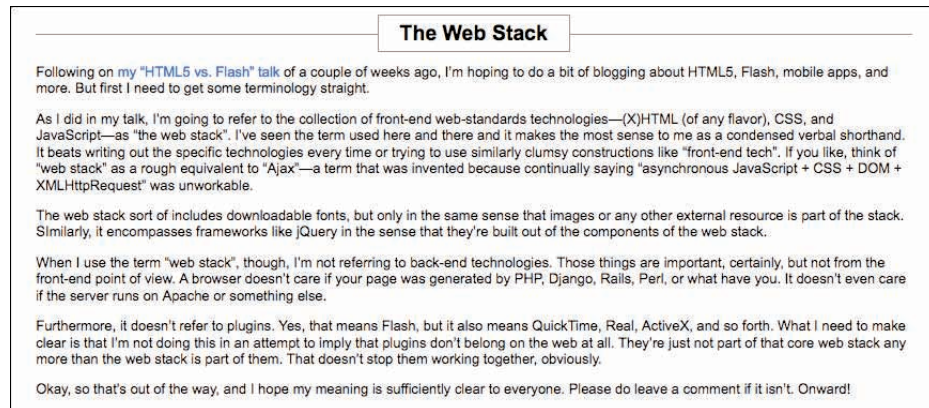 The Web Stack
Following on my “HTML5 vs. Flash” talk of a couple of weeks ago, I’m hoping to do a bit of blogging about HTML5, Flash, mobile apps, and
more. But first I need to get some terminology straight.
As I did in my talk, I’m going to refer to the collection of front-end web-standards technologies—(X)HTML (of any flavor), CSS, and
JavaScript—as “the web stack”. I’ve seen the term used here and there and it makes the most sense to me as a condensed verbal shorthand.
It beats writing out the specific technologies every time or trying to use similarly clumsy constructions like “front-end tech”. If you like, think of
“web stack” as a rough equivalent to “Ajax”—a term that was invented because continually saying “asynchronous JavaScript + CSS + DOM +
XMLHttpRequest” was unworkable.
The web stack sort of includes downloadable fonts, but only in the same sense that images or any other external resource is part of the stack.
SImilarly, it encompasses frameworks like jQuery in the sense that they’re built out of the components of the web stack.
When I use the term “web stack”, though, I’m not referring to back-end technologies. Those things are important, certainly, but not from the
front-end point of view. A browser doesn’t care if your page was generated by PHP, Django, Rails, Perl, or what have you. It doesn’t even care
if the server runs on Apache or something else.
Furthermore, it doesn’t refer to plugins. Yes, that means Flash, but it also means QuickTime, Real, ActiveX, and so forth. What I need to make
clear is that I’m not doing this in an attempt to imply that plugins don’t belong on the web at all. They’re just not part of that core web stack any
more than the web stack is part of them. That doesn’t stop them working together, obviously.
Okay, so that’s out of the way, and I hope my meaning is sufficiently clear to everyone. Please do leave a comment if it isn’t. Onward!